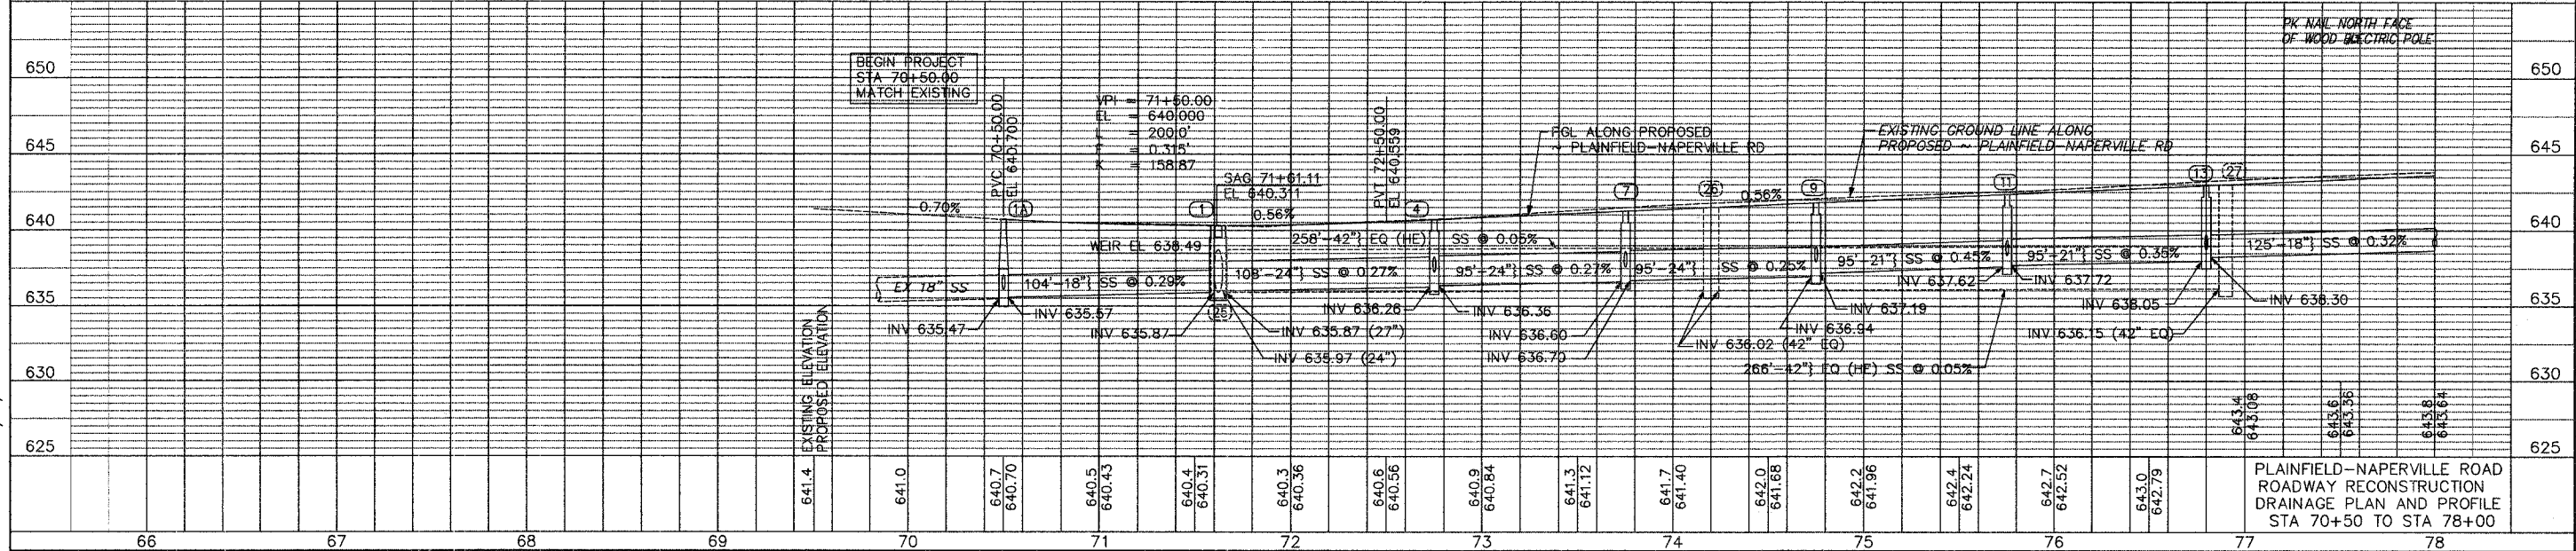 PK NAIL NORTH FACE
OF WOOD ELECTRIC POLE
650
650
BEGIN PROJECT
STA 70+50.00
MATCH EXISTING
PVC 70+50.00
EL 640.700
VPI = 71+50.00
EL = 640.000
L = 200.0'
E = 0.315'
K = 158.87
PVT 72+50.00
EL 640.559
PGL ALONG PROPOSED
~ PLAINFIELD-NAPERVILLE RD
EXISTING GROUND LINE ALONG
PROPOSED ~ PLAINFIELD-NAPERVILLE RD
645
645
SAG 71+61.11
EL 640.311
0.70%
1A
1
0.56%
4
7
26
0.56%
9
11
13
27
640
640
WEIR EL 638.49
258'-42"} EQ (HE) SS @ 0.05%
EX 18" SS
104'-18"} SS @ 0.29%
108'-24"} SS @ 0.27%
95'-24"} SS @ 0.27%
95'-24"} SS @ 0.25%
95'-21"} SS @ 0.45%
95'-21"} SS @ 0.35%
125'-18"} SS @ 0.32%
635
635
INV 635.47
INV 635.57
INV 635.87
25
INV 635.87 (27")
INV 635.97 (24")
INV 636.26
INV 636.36
INV 636.60
INV 636.70
INV 636.02 (42" EQ)
INV 636.94
INV 637.19
INV 637.62
INV 637.72
INV 638.05
INV 638.30
INV 636.15 (42" EQ)
266'-42"} EQ (HE) SS @ 0.05%
630
630
EXISTING ELEVATION
PROPOSED ELEVATION
625
625
641.4
641.0
640.7
640.70
640.5
640.43
640.4
640.31
640.3
640.36
640.6
640.56
640.9
640.84
641.3
641.12
641.7
641.40
642.0
641.68
642.2
641.96
642.4
642.24
642.7
642.52
643.0
642.79
643.4
643.08
643.6
643.36
643.8
643.64
PLAINFIELD-NAPERVILLE ROAD
ROADWAY RECONSTRUCTION
DRAINAGE PLAN AND PROFILE
STA 70+50 TO STA 78+00
66 67 68 69 70 71 72 73 74 75 76 77 78